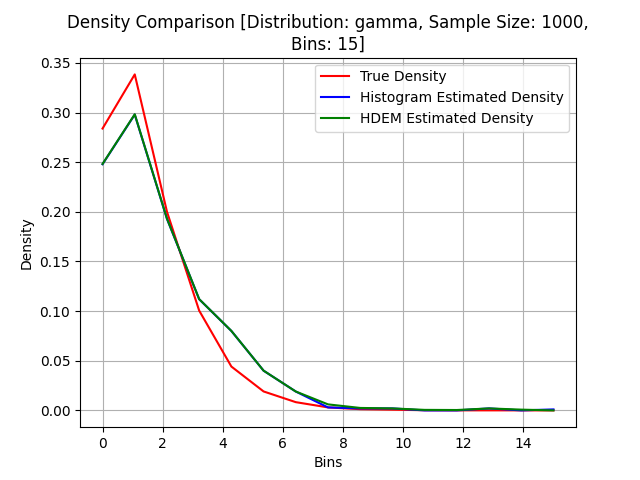 Density Comparison [Distribution: gamma, Sample Size: 1000,
Bins: 15]
True Density
Histogram Estimated Density
HDEM Estimated Density
Density
0.35
0.30
0.25
0.20
0.15
0.10
0.05
0.00
0 2 4 6 8 10 12 14
Bins